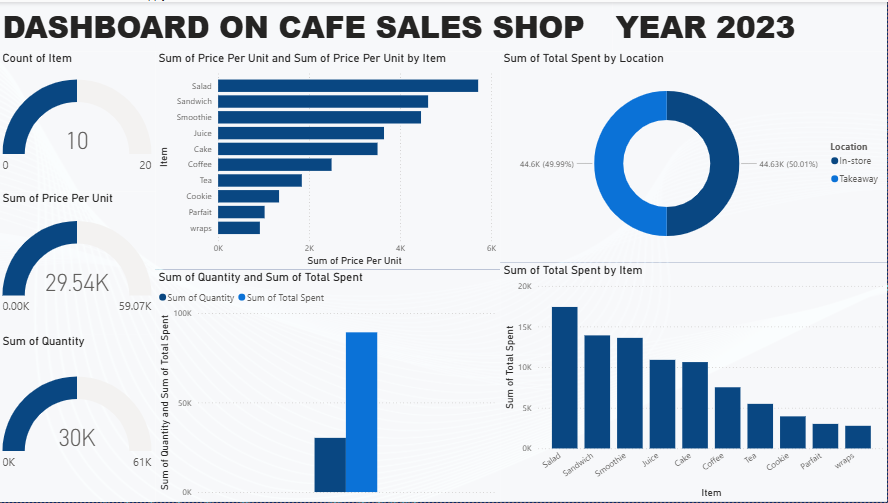 DASHBOARD ON CAFE SALES SHOP YEAR 2023
Count of Item
10
0
20
Sum of Price Per Unit
29.54K
0.00K
59.07K
Sum of Quantity
30K
0K
61K
Sum of Price Per Unit and Sum of Price Per Unit by Item
Item
Salad
Sandwich
Smoothie
Juice
Cake
Coffee
Tea
Cookie
Parfait
wraps
0K
2K
4K
6K
Sum of Price Per Unit
Sum of Quantity and Sum of Total Spent
Sum of Quantity
Sum of Total Spent
Sum of Quantity and Sum of Total Spent
100K
50K
0K
Sum of Total Spent by Location
44.6K (49.99%)
44.63K (50.01%)
Location
In-store
Takeaway
Sum of Total Spent by Item
Sum of Total Spent
20K
15K
10K
5K
0K
Salad
Sandwich
Smoothie
Juice
Cake
Coffee
Tea
Cookie
Parfait
wraps
Item